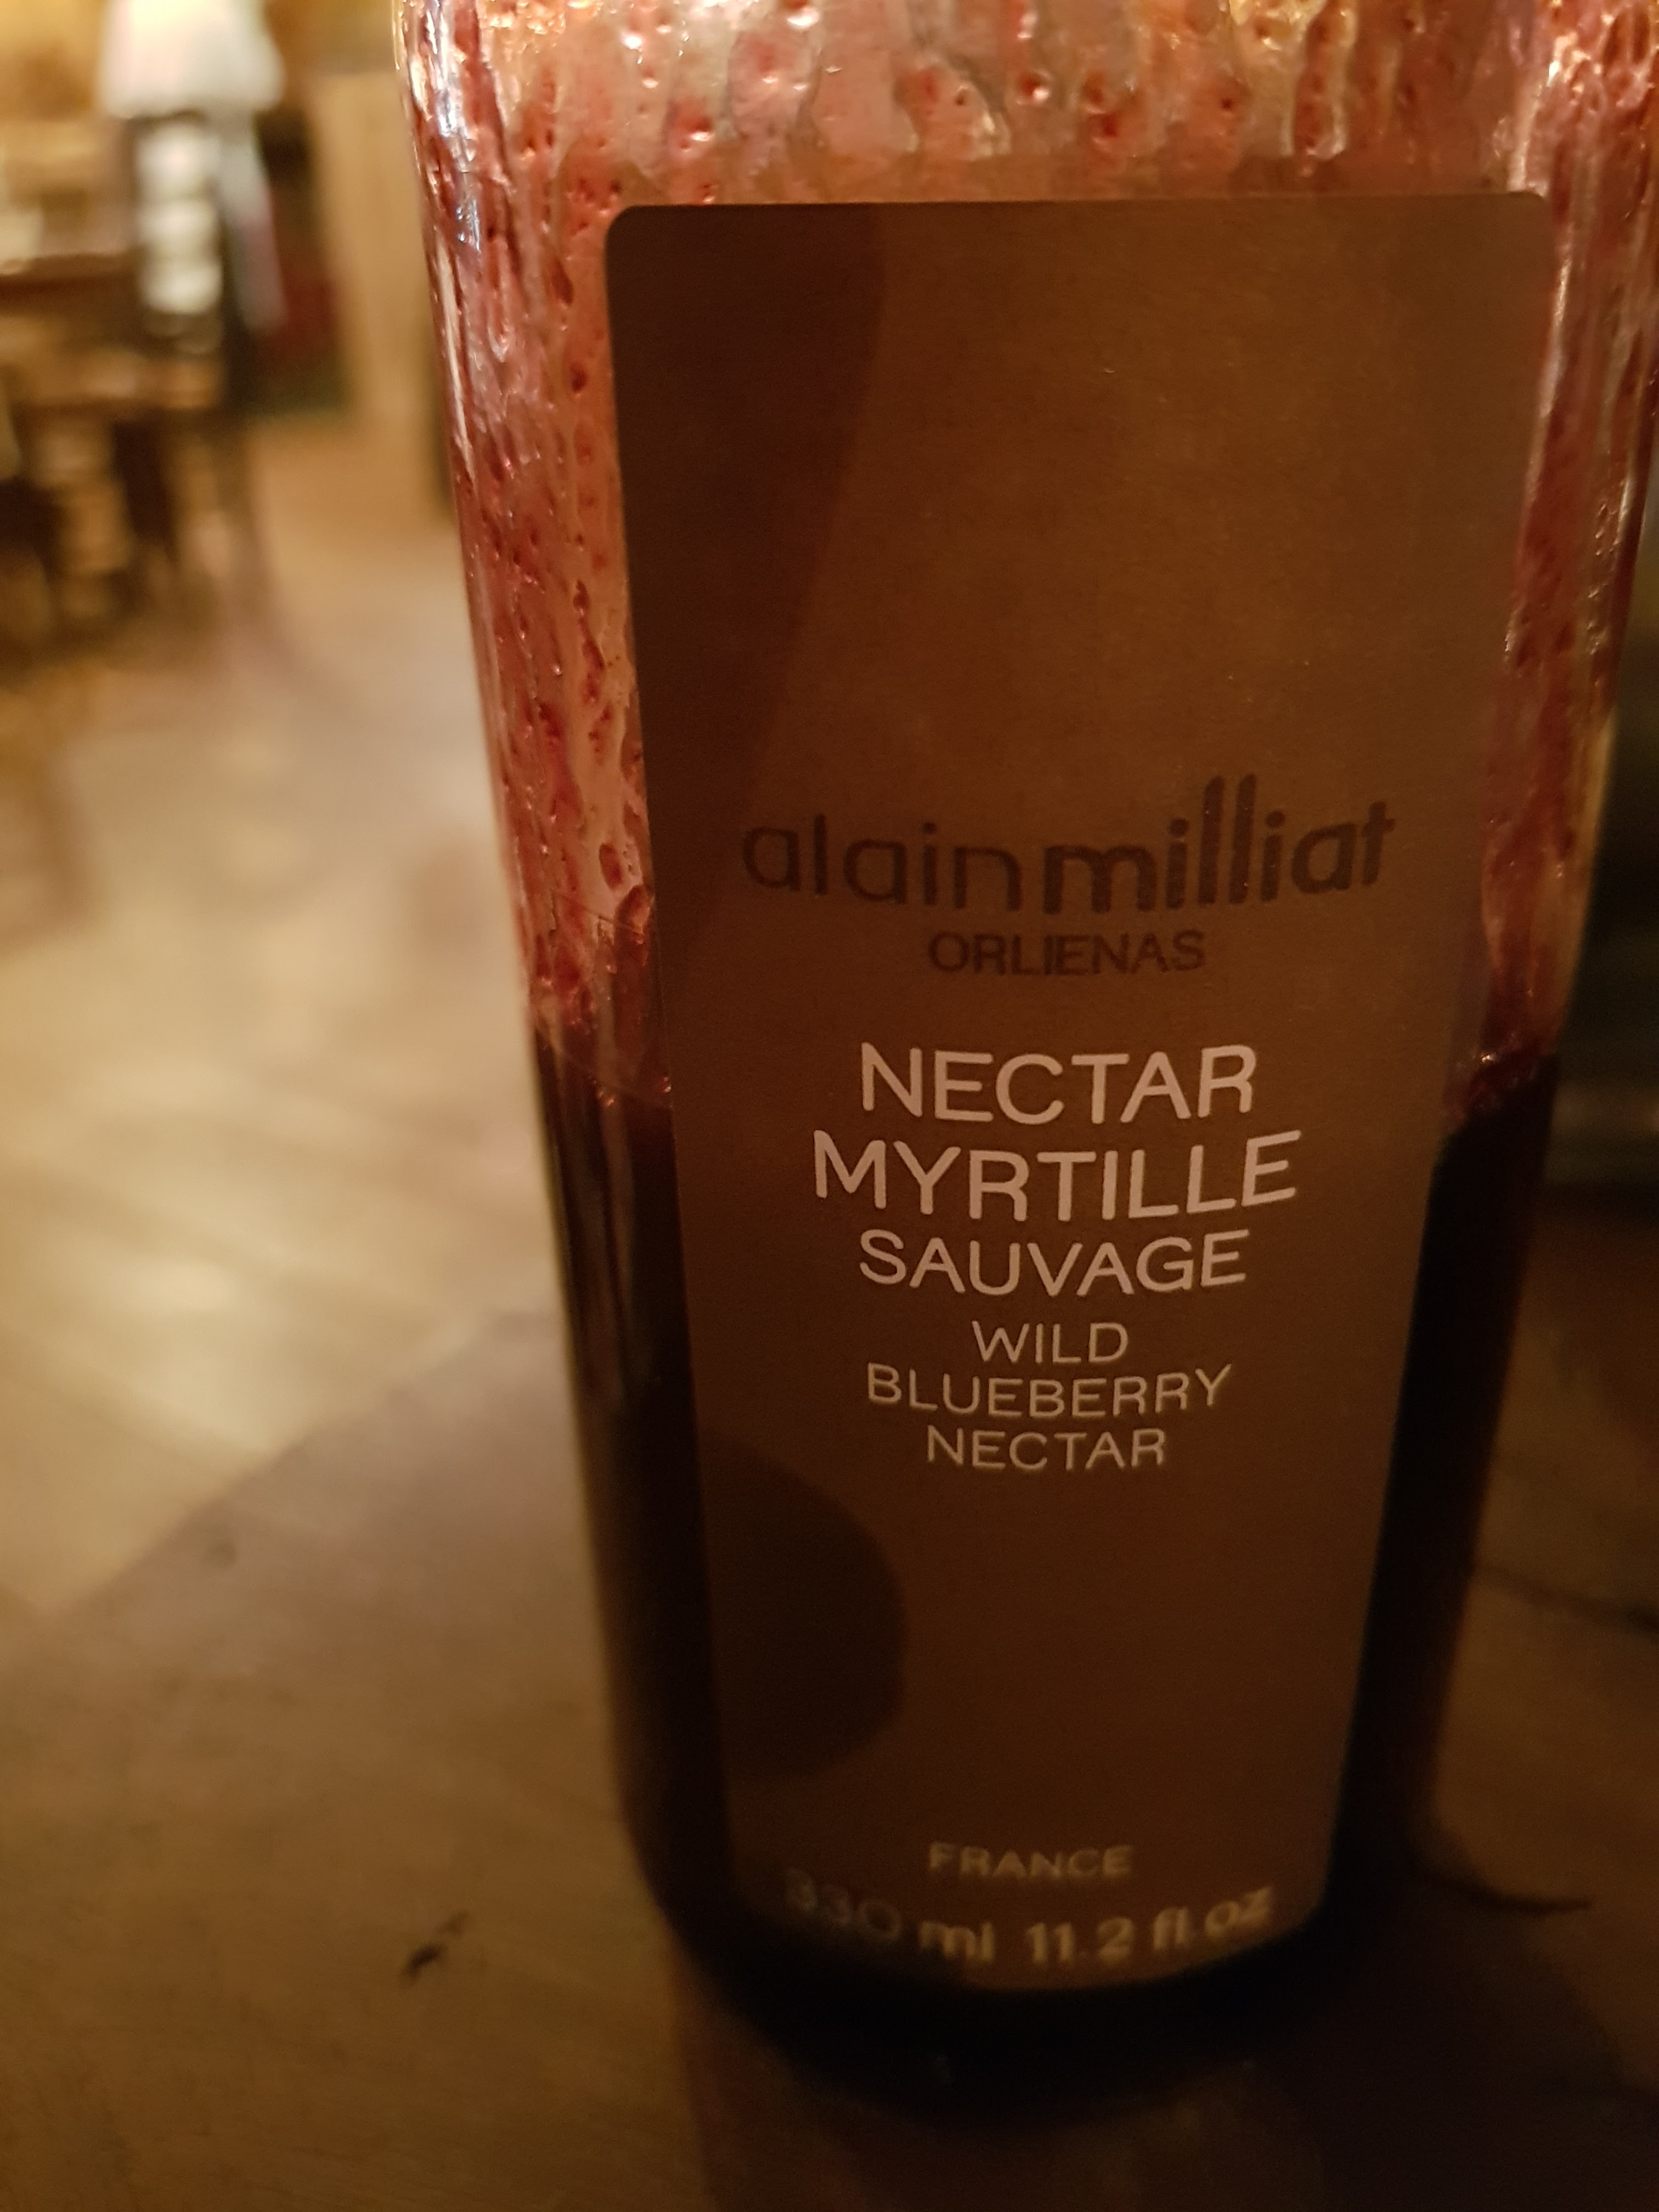 alain milliat
ORLIENAS
NECTAR
MYRTILLE
SAUVAGE
WILD
BLUEBERRY
NECTAR
FRANCE
330 ml 11.2 fl.oz